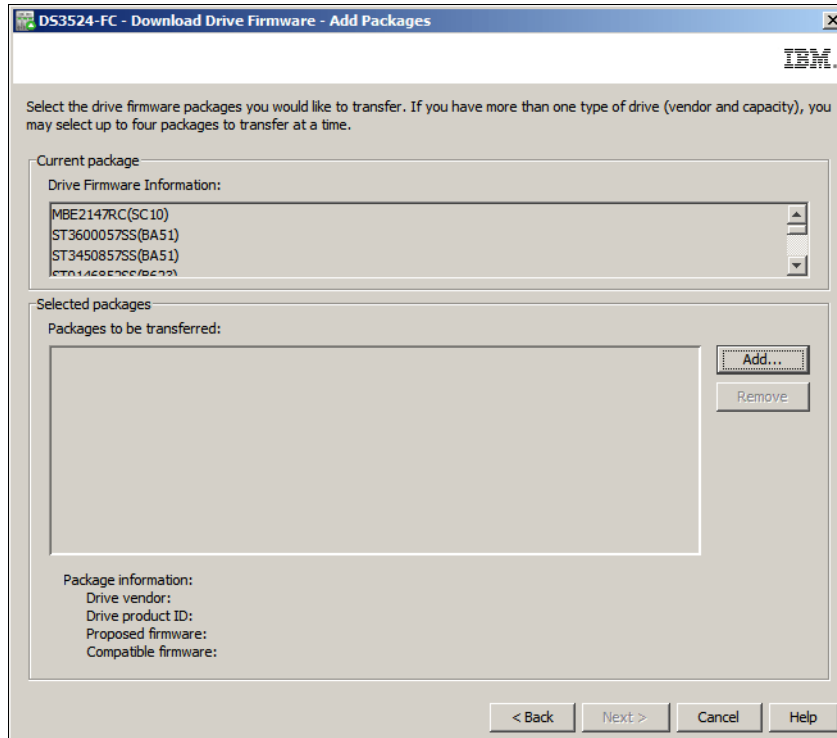 DS3524-FC - Download Drive Firmware - Add Packages
IBM.
Select the drive firmware packages you would like to transfer. If you have more than one type of drive (vendor and capacity), you
may select up to four packages to transfer at a time.
Current package
Drive Firmware Information:
MBE2147RC(SC10)
ST3600057SS(BA51)
ST3450857SS(BA51)
ST9146852SS(B623)
Selected packages
Packages to be transferred:
Add...
Remove
Package information:
Drive vendor:
Drive product ID:
Proposed firmware:
Compatible firmware:
< Back
Next >
Cancel
Help